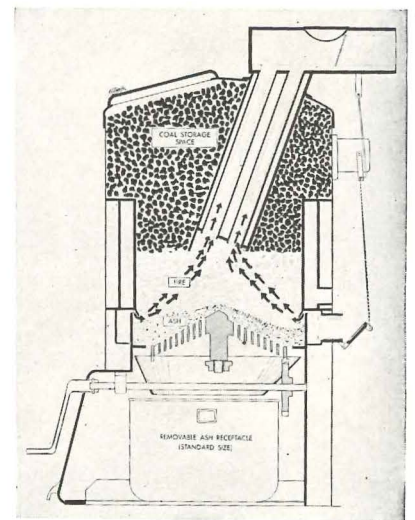 COAL STORAGE
SPACE
FIRE
ASH
REMOVABLE ASH RECEPTACLE
(STANDARD SIZE)